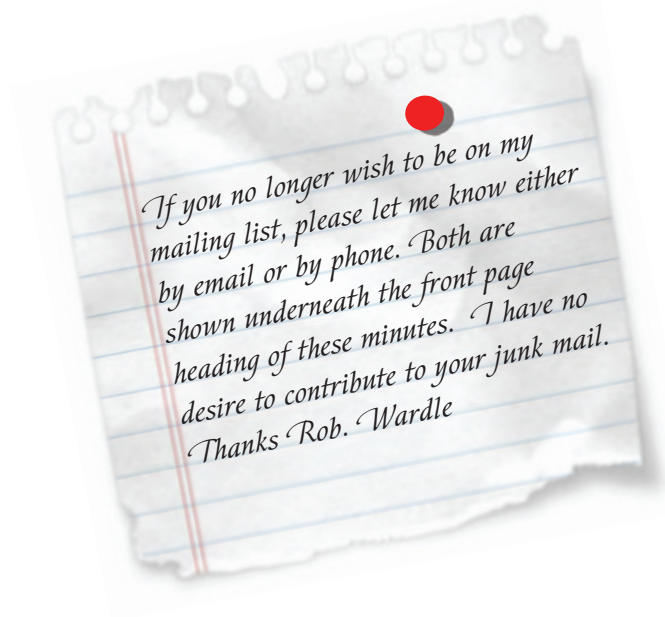 If you no longer wish to be on my
mailing list, please let me know either
by email or by phone. Both are
shown underneath the front page
heading of these minutes.  I have no
desire to contribute to your junk mail.
Thanks Rob. Wardle